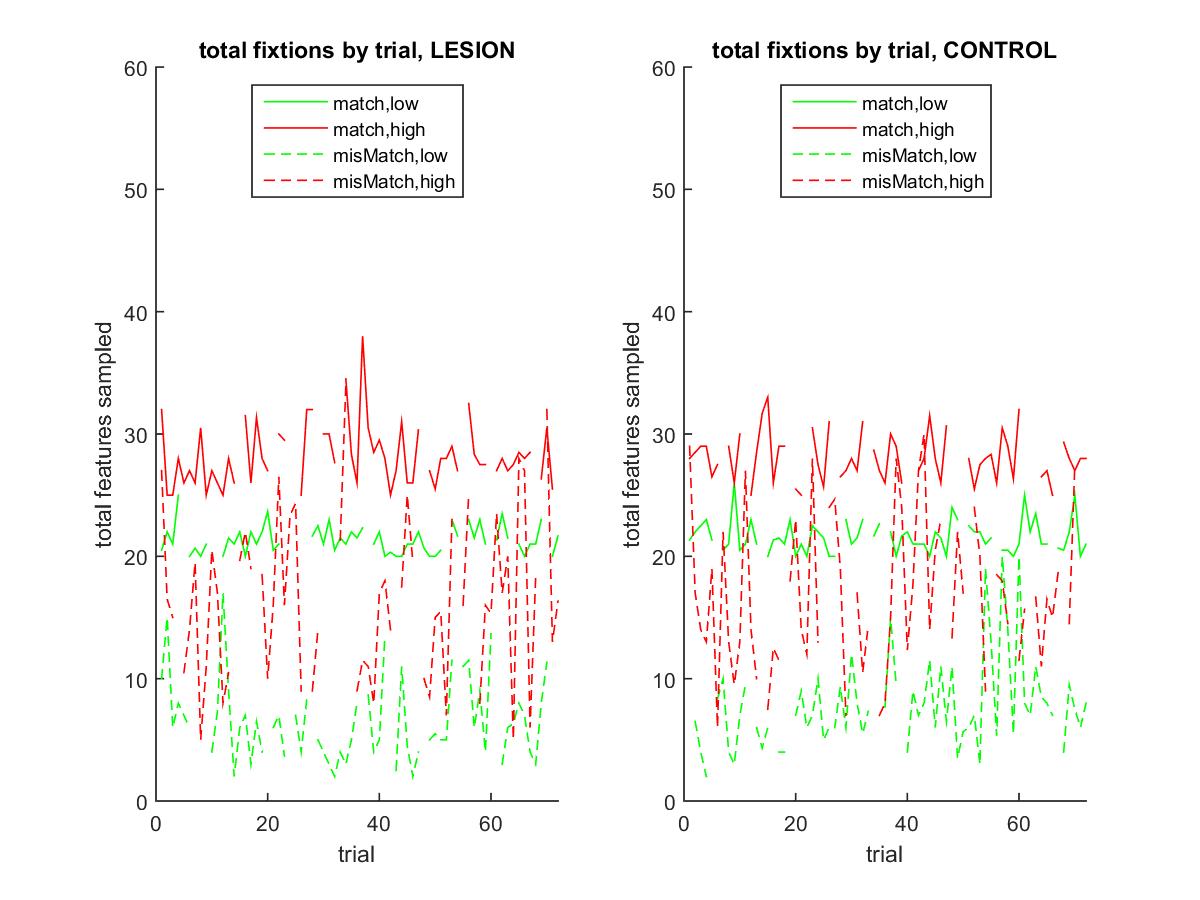 total fixtions by trial, LESION
match,low
match,high
misMatch,low
misMatch,high
60
50
40
30
20
10
0
total features sampled
0 20 40 60
trial
total fixtions by trial, CONTROL
match,low
match,high
misMatch,low
misMatch,high
60
50
40
30
20
10
0
total features sampled
0 20 40 60
trial